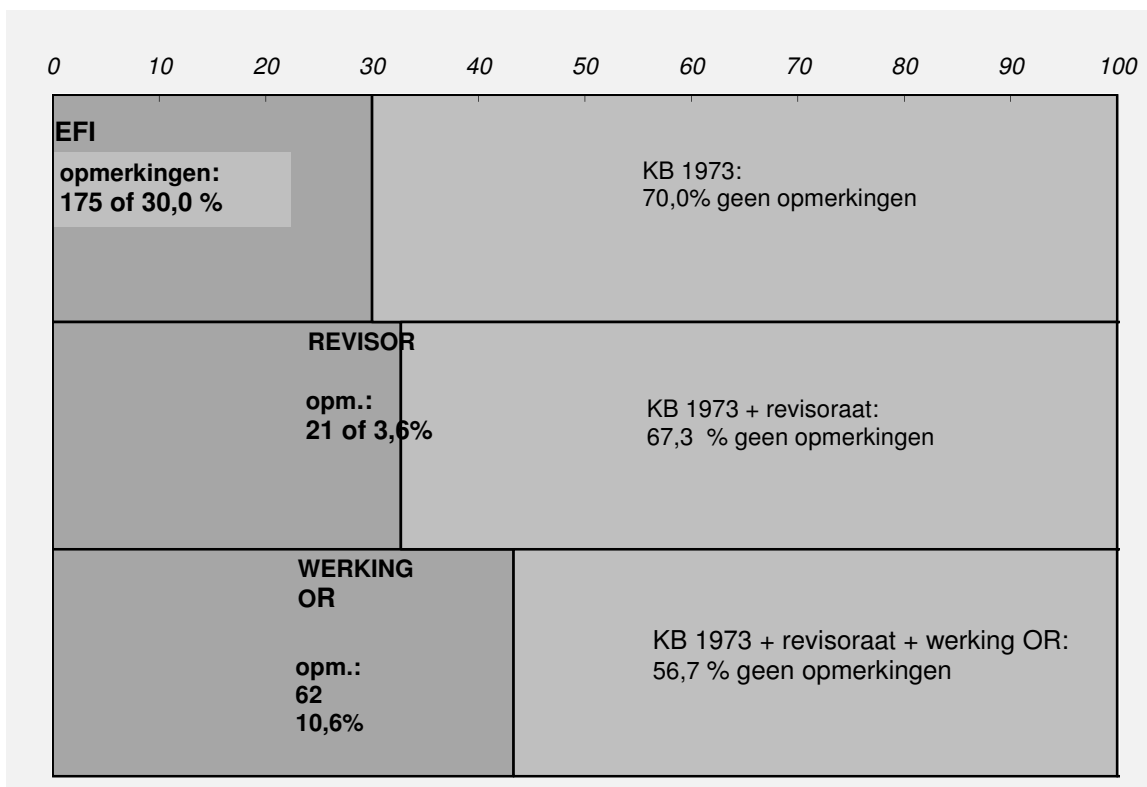 0 10 20 30 40 50 60 70 80 90 100
EFI
opmerkingen:
175 of 30,0 %
KB 1973:
70,0% geen opmerkingen
REVISOR
opm.:
21 of 3,6%
KB 1973 + revisoraat:
67,3 % geen opmerkingen
WERKING
OR
opm.:
62
10,6%
KB 1973 + revisoraat + werking OR:
56,7 % geen opmerkingen